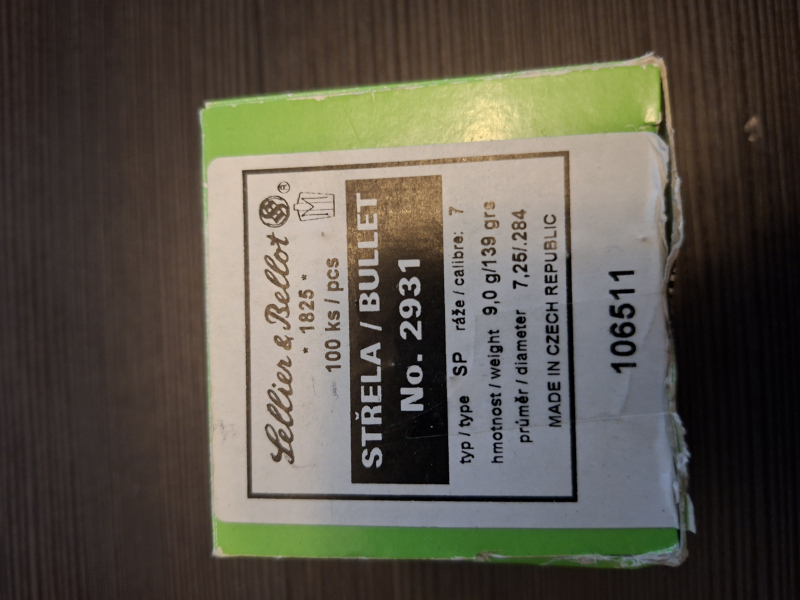 Sellier & Bellot ®
* 1825 *
100 ks / pcs
STŘELA / BULLET
No. 2931
typ / type SP ráže / calibre: 7
hmotnost / weight 9,0 g/139 grs
průměr / diameter 7,25/.284
MADE IN CZECH REPUBLIC
106511